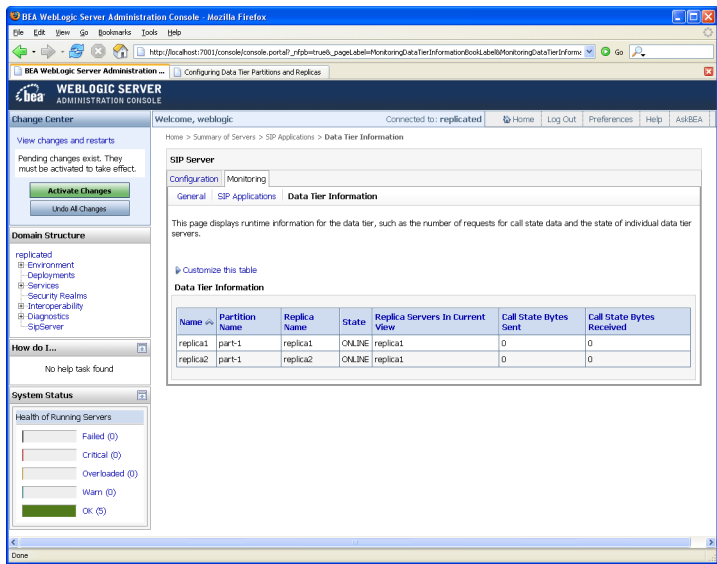 BEA WebLogic Server Administration Console - Mozilla Firefox
File Edit View Go Bookmarks Tools Help
http://localhost:7001/console/console.portal?_nfpb=true&_pageLabel=MonitoringDataTierInformationBookLabel&MonitoringDataTierInforma
Go
BEA WebLogic Server Administration ...
Configuring Data Tier Partitions and Replicas
bea
WEBLOGIC SERVER
ADMINISTRATION CONSOLE
Change Center
View changes and restarts
Pending changes exist. They
must be activated to take effect.
Activate Changes
Undo All Changes
Domain Structure
replicated
Environment
Deployments
Services
Security Realms
Interoperability
Diagnostics
SipServer
How do I...
No help task found
System Status
Health of Running Servers
Failed (0)
Critical (0)
Overloaded (0)
Warn (0)
OK (5)
Welcome, weblogic
Connected to: replicated
Home Log Out Preferences Help AskBEA
Home > Summary of Servers > SIP Applications > Data Tier Information
SIP Server
Configuration Monitoring
General SIP Applications Data Tier Information
This page displays runtime information for the data tier, such as the number of requests for call state data and the state of individual data tier
servers.
Customize this table
Data Tier Information
Name Partition Name Replica Name State Replica Servers In Current View Call State Bytes Sent Call State Bytes Received
replica1 part-1 replica1 ONLINE replica1 0 0
replica2 part-1 replica2 ONLINE replica1 0 0
Done